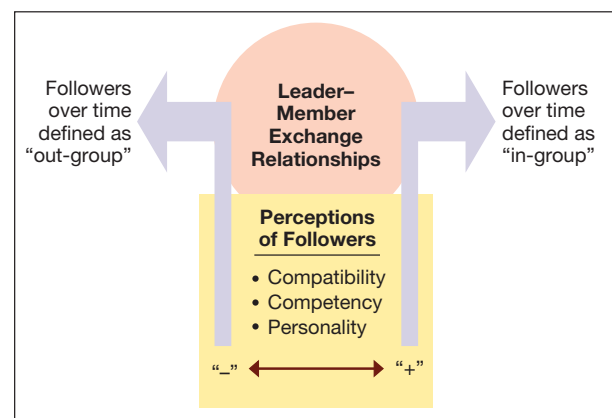 Followers
over time
defined as
“out-group”
Leader–
Member
Exchange
Relationships
Followers
over time
defined as
“in-group”
Perceptions
of Followers
• Compatibility
• Competency
• Personality
“–”
“+”